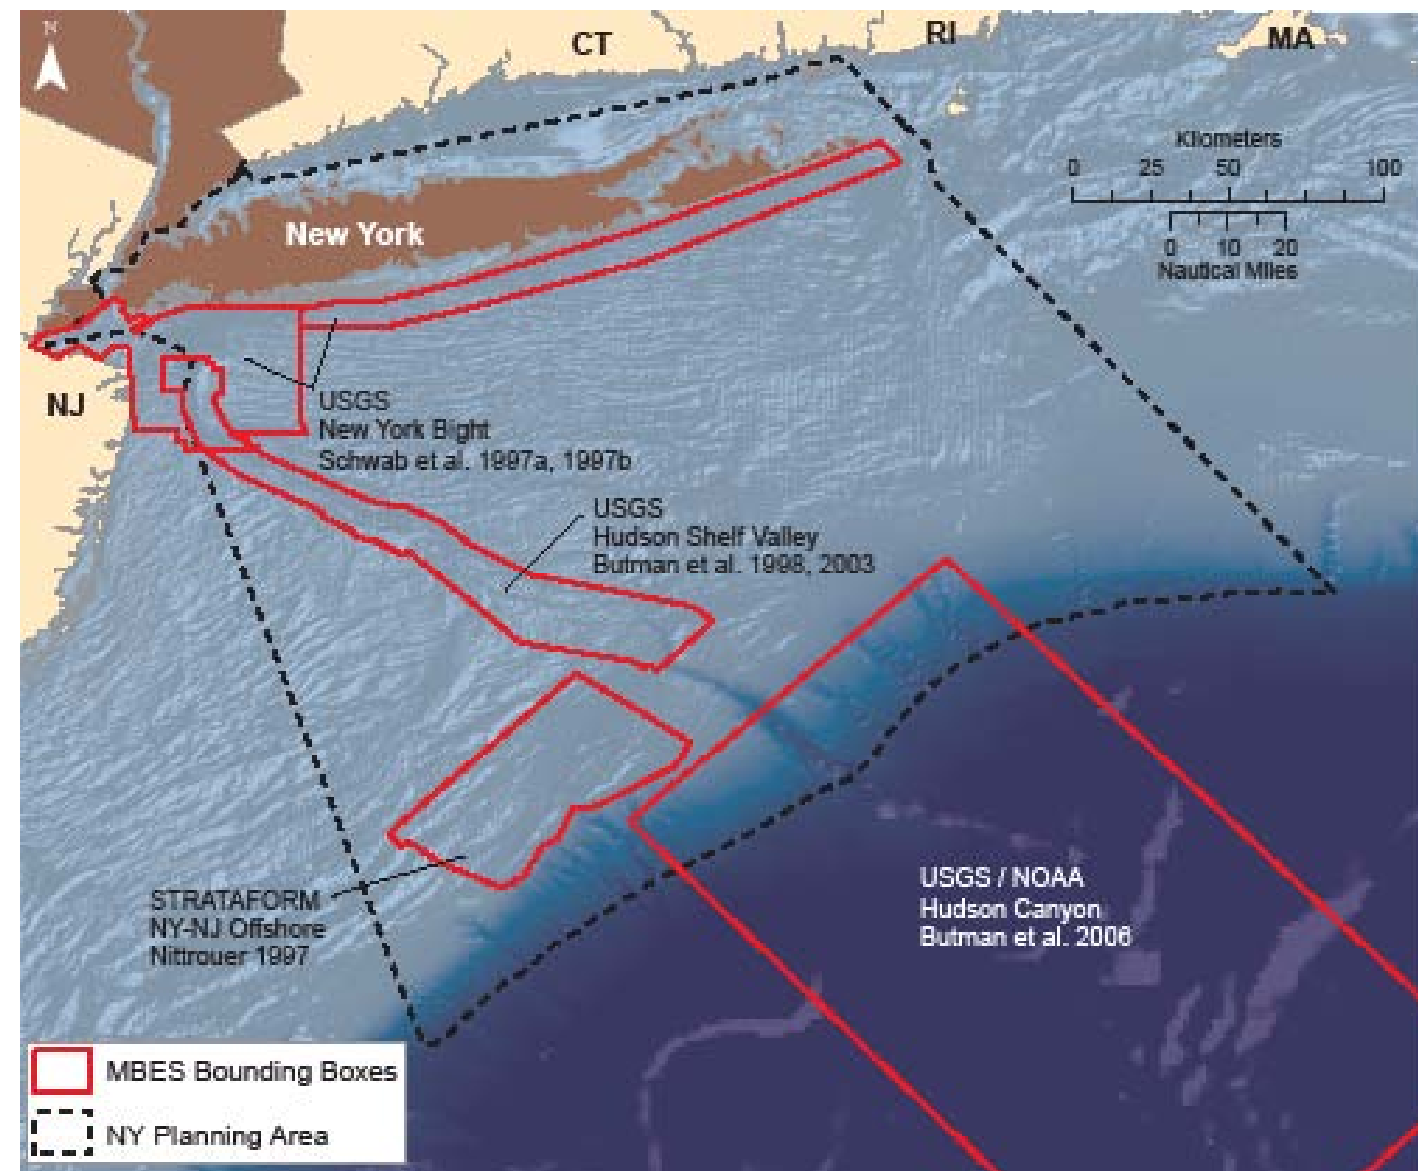 N
CT
RI
MA
Kilometers
0 25 50 100
0 10 20
Nautical Miles
New York
NJ
USGS
New York Bight
Schwab et al. 1997a, 1997b
USGS
Hudson Shelf Valley
Butman et al. 1998, 2003
STRATAFORM
NY-NJ Offshore
Nittrouer 1997
USGS / NOAA
Hudson Canyon
Butman et al. 2006
MBES Bounding Boxes
NY Planning Area